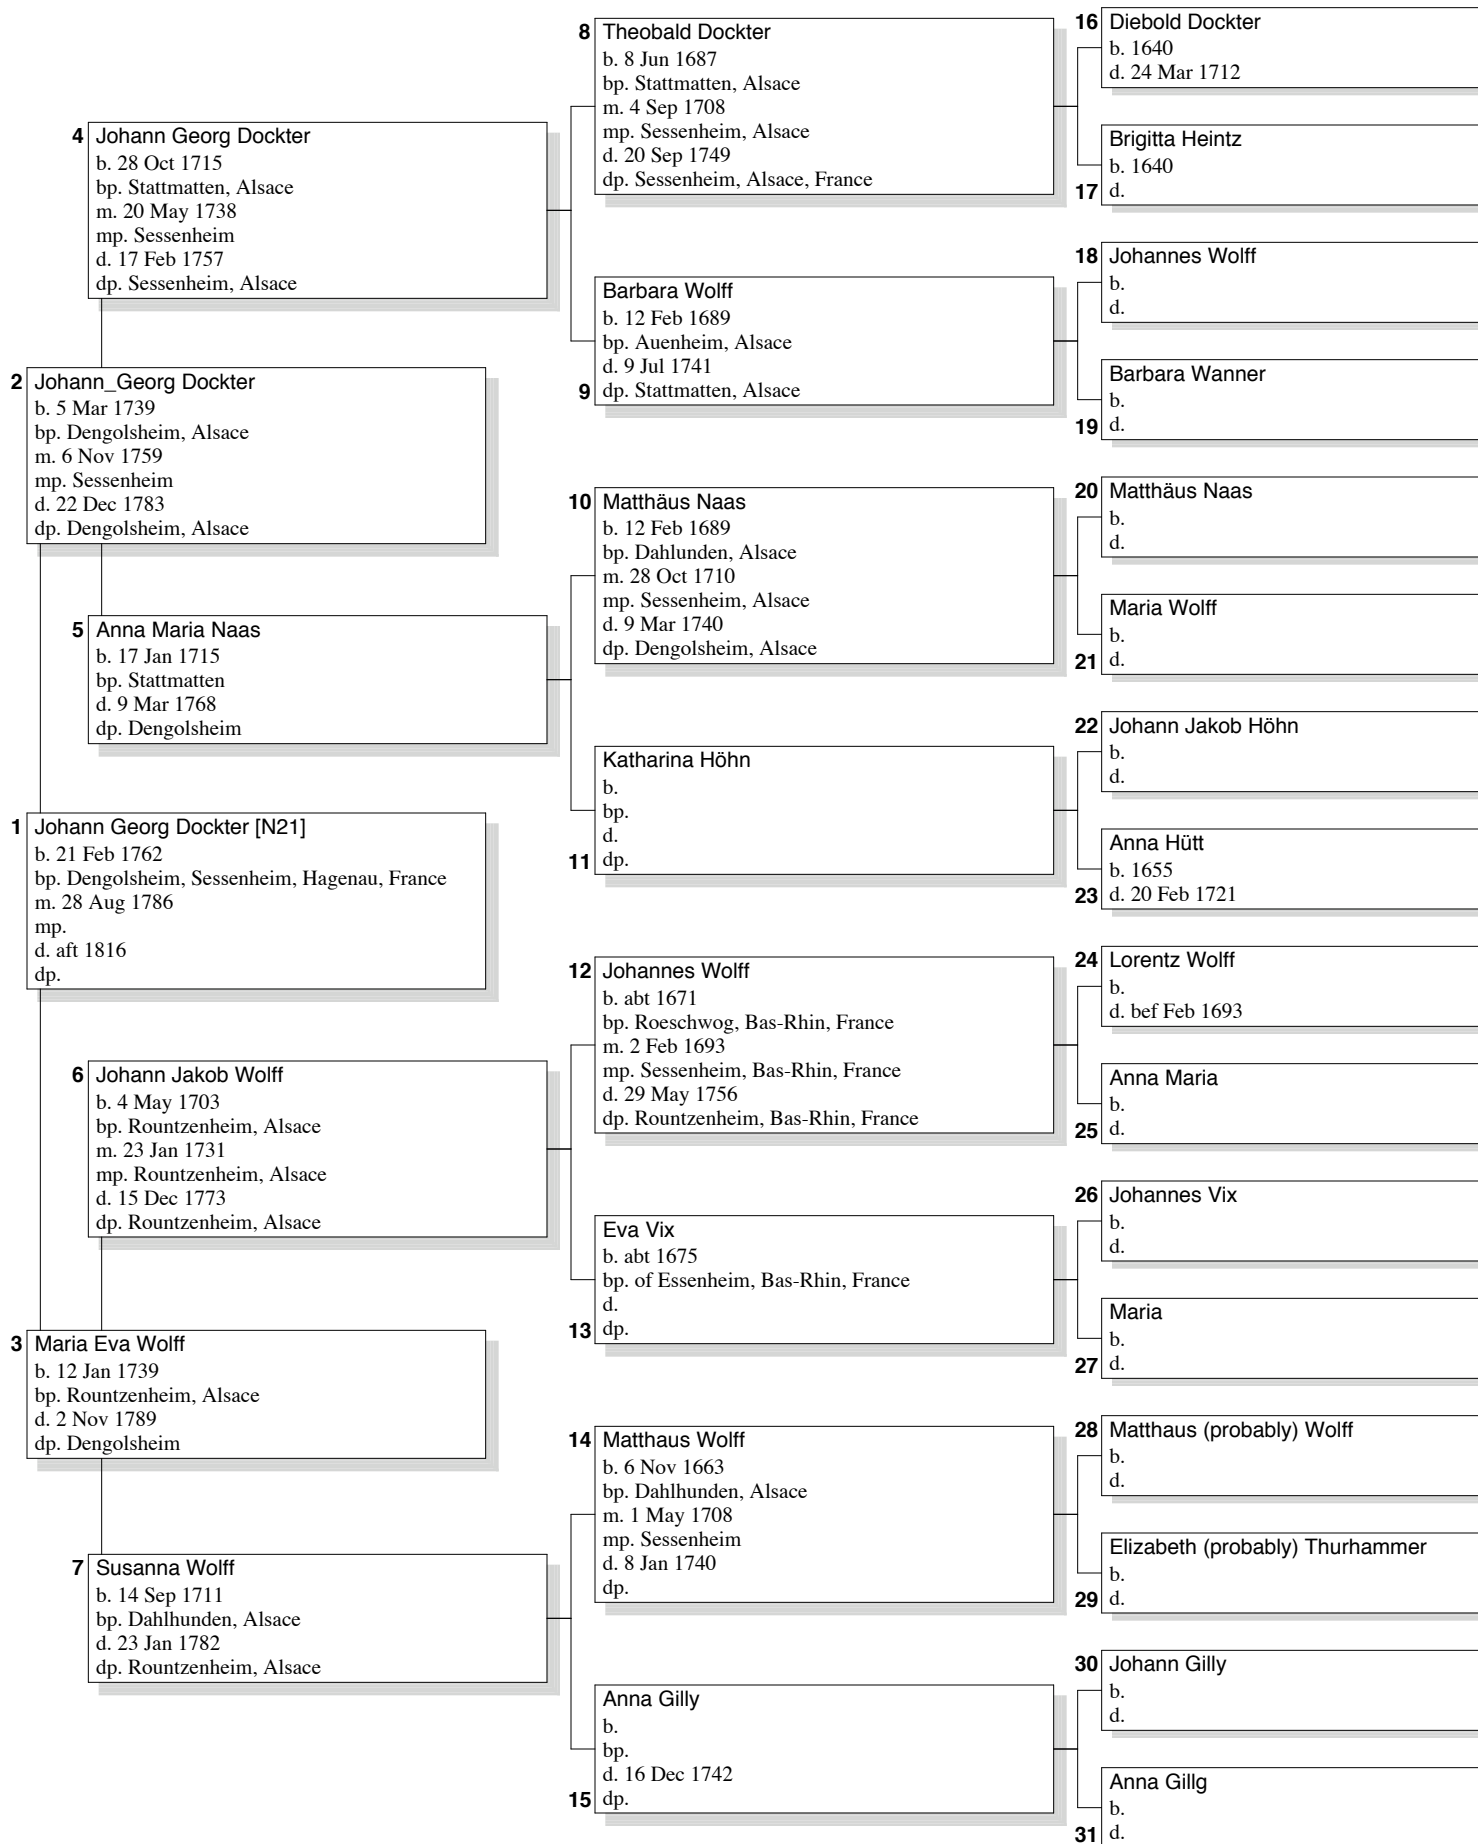 8 Theobald Dockter
b. 8 Jun 1687
bp. Stattmatten, Alsace
m. 4 Sep 1708
mp. Sessenheim, Alsace
d. 20 Sep 1749
dp. Sessenheim, Alsace, France
16 Diebold Dockter
b. 1640
d. 24 Mar 1712
Brigitta Heintz
b. 1640
17 d.
4 Johann Georg Dockter
b. 28 Oct 1715
bp. Stattmatten, Alsace
m. 20 May 1738
mp. Sessenheim
d. 17 Feb 1757
dp. Sessenheim, Alsace
18 Johannes Wolff
b.
d.
Barbara Wolff
b. 12 Feb 1689
bp. Auenheim, Alsace
d. 9 Jul 1741
9 dp. Stattmatten, Alsace
Barbara Wanner
b.
19 d.
2 Johann_Georg Dockter
b. 5 Mar 1739
bp. Dengolsheim, Alsace
m. 6 Nov 1759
mp. Sessenheim
d. 22 Dec 1783
dp. Dengolsheim, Alsace
10 Matthäus Naas
b. 12 Feb 1689
bp. Dahlunden, Alsace
m. 28 Oct 1710
mp. Sessenheim, Alsace
d. 9 Mar 1740
dp. Dengolsheim, Alsace
20 Matthäus Naas
b.
d.
Maria Wolff
b.
21 d.
5 Anna Maria Naas
b. 17 Jan 1715
bp. Stattmatten
d. 9 Mar 1768
dp. Dengolsheim
Katharina Höhn
b.
bp.
d.
11 dp.
22 Johann Jakob Höhn
b.
d.
Anna Hütt
b. 1655
23 d. 20 Feb 1721
1 Johann Georg Dockter [N21]
b. 21 Feb 1762
bp. Dengolsheim, Sessenheim, Hagenau, France
m. 28 Aug 1786
mp.
d. aft 1816
dp.
12 Johannes Wolff
b. abt 1671
bp. Roeschwog, Bas-Rhin, France
m. 2 Feb 1693
mp. Sessenheim, Bas-Rhin, France
d. 29 May 1756
dp. Rountzenheim, Bas-Rhin, France
24 Lorentz Wolff
b.
d. bef Feb 1693
Anna Maria
b.
25 d.
6 Johann Jakob Wolff
b. 4 May 1703
bp. Rountzenheim, Alsace
m. 23 Jan 1731
mp. Rountzenheim, Alsace
d. 15 Dec 1773
dp. Rountzenheim, Alsace
Eva Vix
b. abt 1675
bp. of Essenheim, Bas-Rhin, France
d.
13 dp.
26 Johannes Vix
b.
d.
Maria
b.
27 d.
3 Maria Eva Wolff
b. 12 Jan 1739
bp. Rountzenheim, Alsace
d. 2 Nov 1789
dp. Dengolsheim
14 Matthaus Wolff
b. 6 Nov 1663
bp. Dahlhunden, Alsace
m. 1 May 1708
mp. Sessenheim
d. 8 Jan 1740
dp.
28 Matthaus (probably) Wolff
b.
d.
Elizabeth (probably) Thurhammer
b.
29 d.
7 Susanna Wolff
b. 14 Sep 1711
bp. Dahlhunden, Alsace
d. 23 Jan 1782
dp. Rountzenheim, Alsace
Anna Gilly
b.
bp.
d. 16 Dec 1742
15 dp.
30 Johann Gilly
b.
d.
Anna Gillg
b.
31 d.